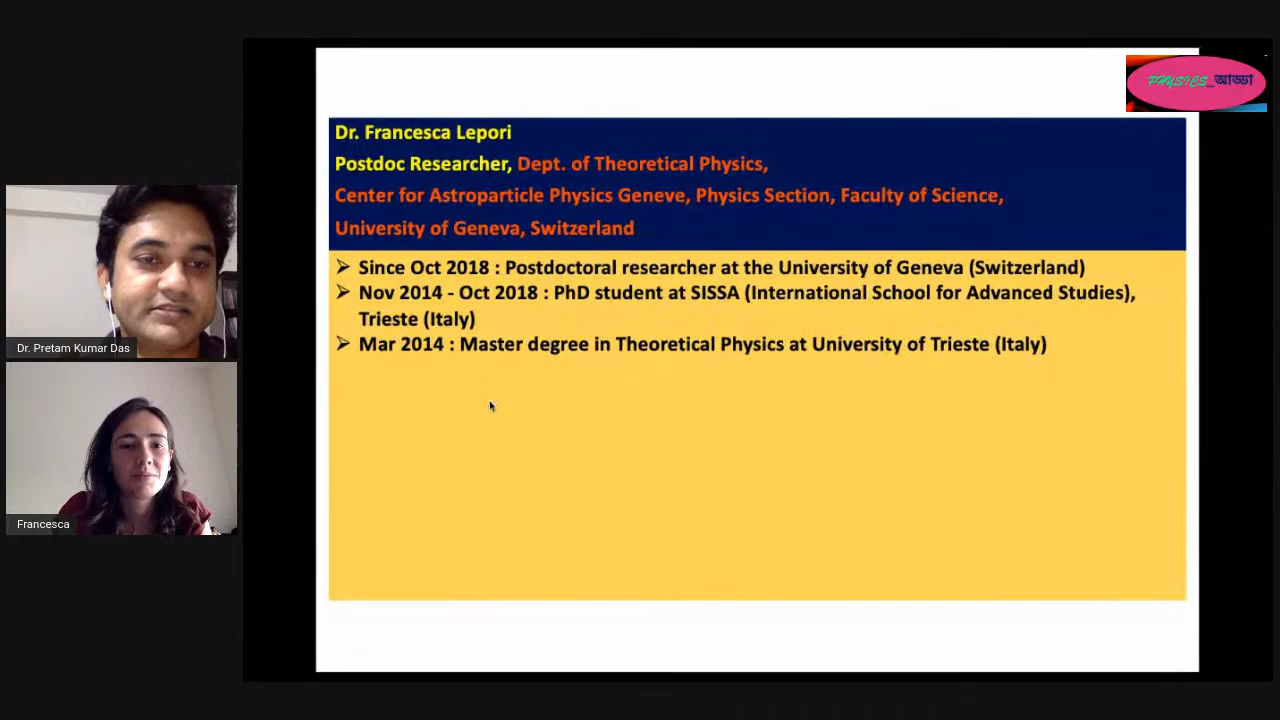 PHYSICS_আড্ডা
Dr. Francesca Lepori
Postdoc Researcher, Dept. of Theoretical Physics,
Center for Astroparticle Physics Geneve, Physics Section, Faculty of Science,
University of Geneva, Switzerland
➢ Since Oct 2018 : Postdoctoral researcher at the University of Geneva (Switzerland)
➢ Nov 2014 - Oct 2018 : PhD student at SISSA (International School for Advanced Studies),
Trieste (Italy)
➢ Mar 2014 : Master degree in Theoretical Physics at University of Trieste (Italy)
Dr. Pretam Kumar Das
Francesca